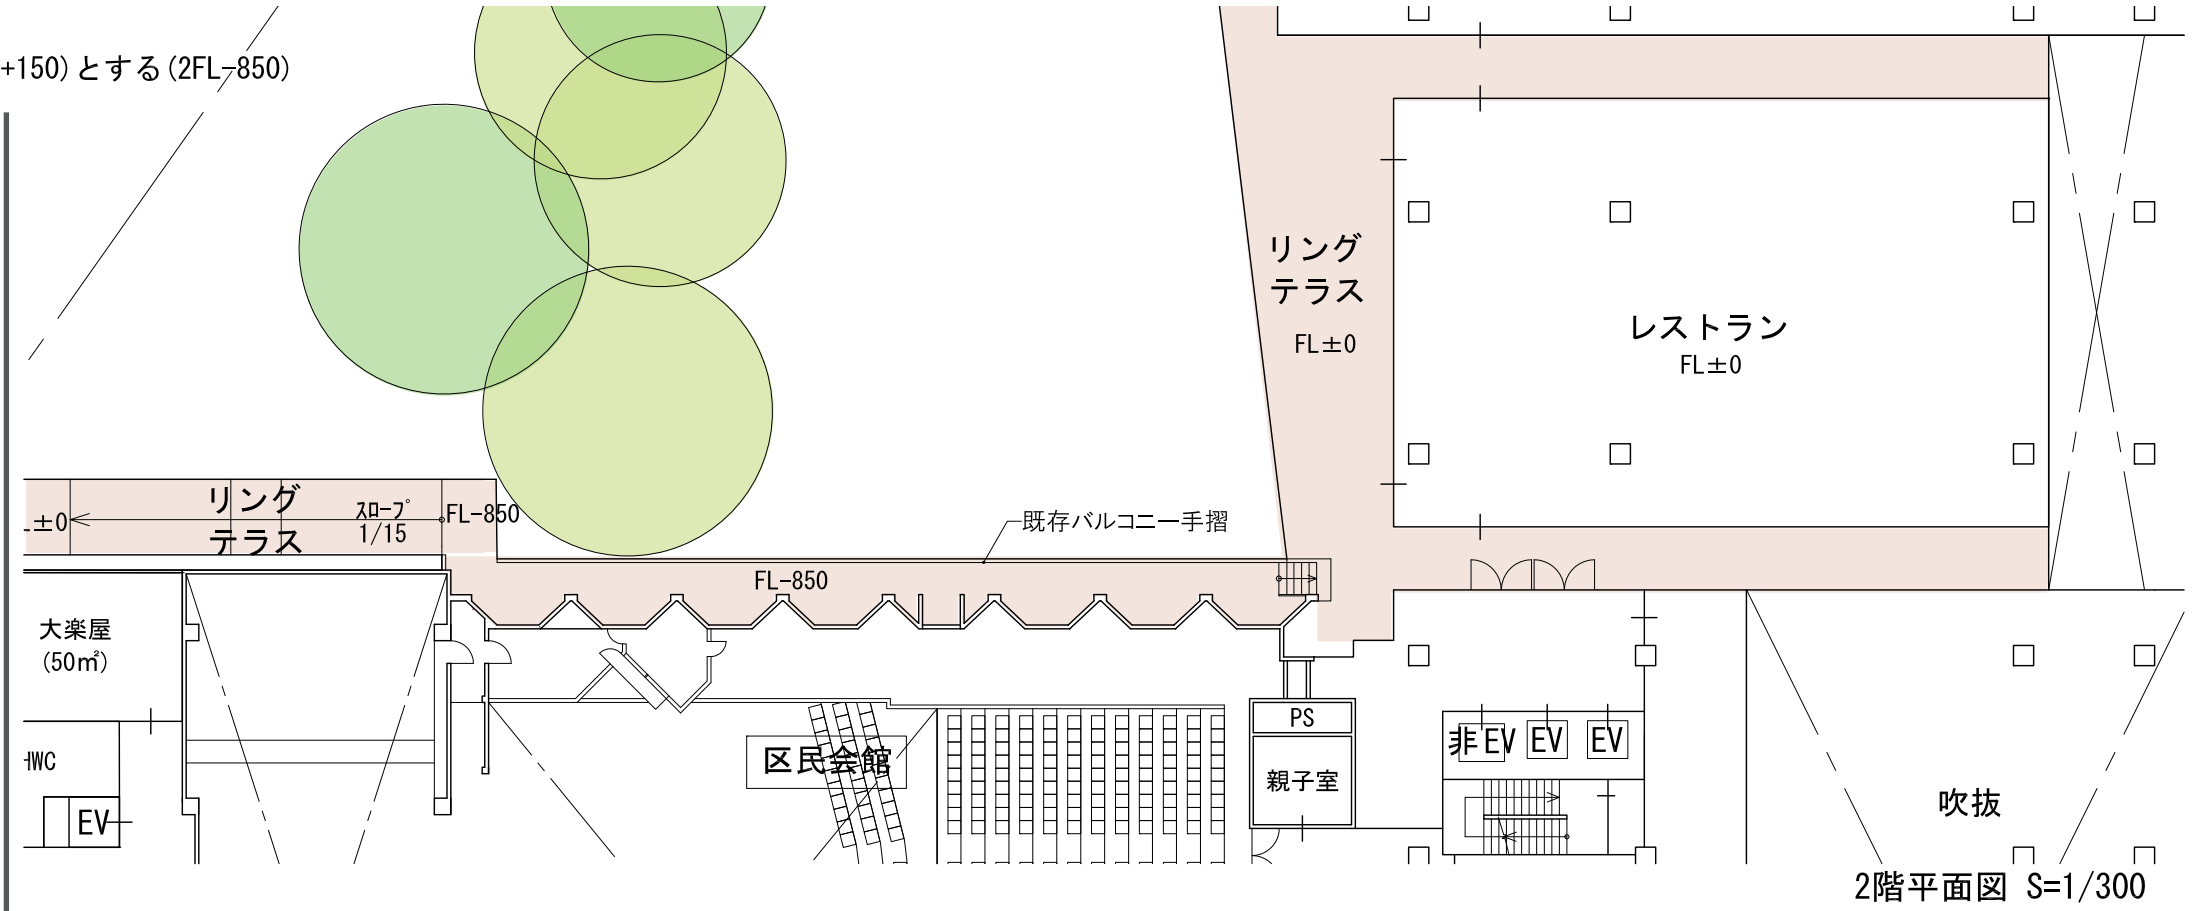 +150)とする(2FL-850)
リング
テラス
FL±0
レストラン
FL±0
リング
テラス
±0
ｽﾛｰﾌﾟ
1/15
FL-850
既存バルコニー手摺
FL-850
大楽屋
(50㎡)
WC
EV
区民会館
PS
親子室
非EV
EV
EV
吹抜
2階平面図 S=1/300